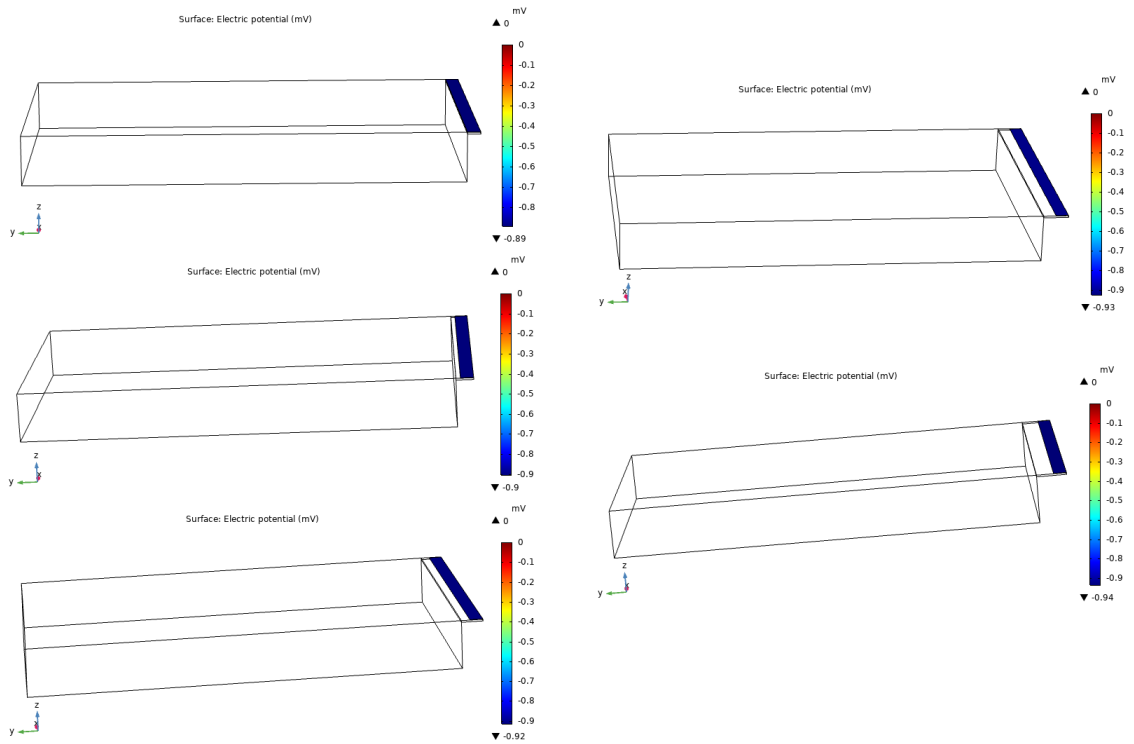 Surface: Electric potential (mV)
mV
▲ 0
0
-0.1
-0.2
-0.3
-0.4
-0.5
-0.6
-0.7
-0.8
▼ -0.89
z
y
Surface: Electric potential (mV)
mV
▲ 0
0
-0.1
-0.2
-0.3
-0.4
-0.5
-0.6
-0.7
-0.8
-0.9
▼ -0.9
z
y
x
Surface: Electric potential (mV)
mV
▲ 0
0
-0.1
-0.2
-0.3
-0.4
-0.5
-0.6
-0.7
-0.8
-0.9
▼ -0.92
z
y
x
Surface: Electric potential (mV)
mV
▲ 0
0
-0.1
-0.2
-0.3
-0.4
-0.5
-0.6
-0.7
-0.8
-0.9
▼ -0.93
z
x
y
Surface: Electric potential (mV)
mV
▲ 0
0
-0.1
-0.2
-0.3
-0.4
-0.5
-0.6
-0.7
-0.8
-0.9
▼ -0.94
z
y